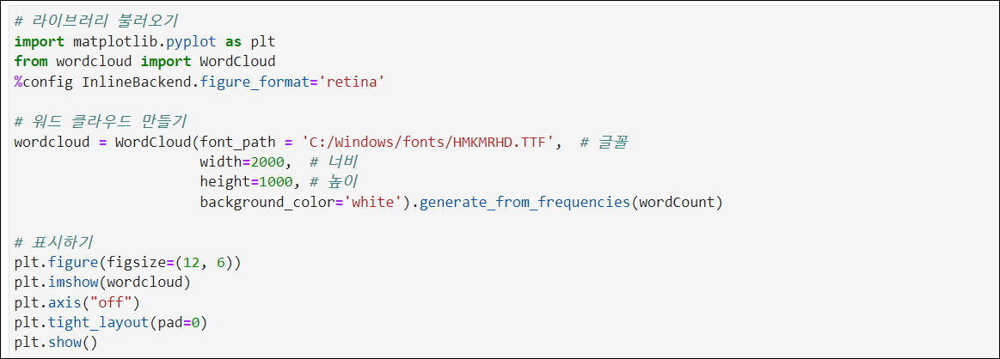 # 라이브러리 불러오기
import matplotlib.pyplot as plt
from wordcloud import WordCloud
%config InlineBackend.figure_format='retina'
# 워드 클라우드 만들기
wordcloud = WordCloud(font_path = 'C:/Windows/fonts/HMKMRHD.TTF',  # 글꼴
                      width=2000,  # 너비
                      height=1000, # 높이
                      background_color='white').generate_from_frequencies(wordCount)
# 표시하기
plt.figure(figsize=(12, 6))
plt.imshow(wordcloud)
plt.axis("off")
plt.tight_layout(pad=0)
plt.show()